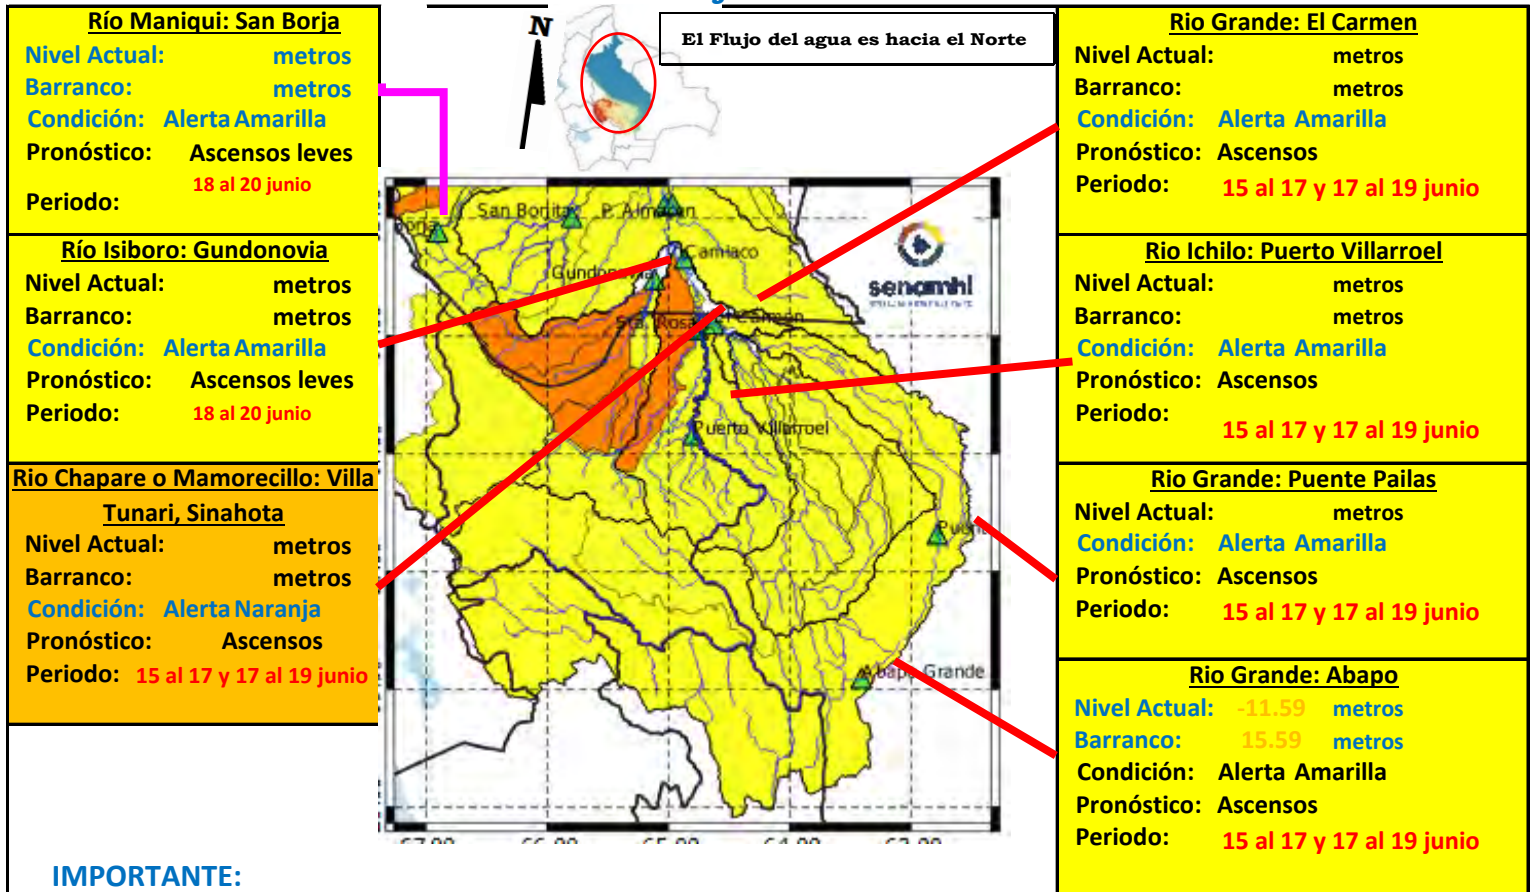 Río Maniqui: San Borja
Nivel Actual: metros
Barranco: metros
Condición: Alerta Amarilla
Pronóstico: Ascensos leves
18 al 20 junio
Periodo:
Río Isiboro: Gundonovia
Nivel Actual: metros
Barranco: metros
Condición: Alerta Amarilla
Pronóstico: Ascensos leves
Periodo: 18 al 20 junio
Rio Chapare o Mamorecillo: Villa
Tunari, Sinahota
Nivel Actual: metros
Barranco: metros
Condición: Alerta Naranja
Pronóstico: Ascensos
Periodo: 15 al 17 y 17 al 19 junio
IMPORTANTE:
N
El Flujo del agua es hacia el Norte
San Borita
P. Almacen
Camiaco
Gundonovia
senamhi
Sta. Rosa
El Carmen
Puerto Villarroel
Abapo Grande
Rio Grande: El Carmen
Nivel Actual: metros
Barranco: metros
Condición: Alerta Amarilla
Pronóstico: Ascensos
Periodo: 15 al 17 y 17 al 19 junio
Rio Ichilo: Puerto Villarroel
Nivel Actual: metros
Barranco: metros
Condición: Alerta Amarilla
Pronóstico: Ascensos
Periodo:
15 al 17 y 17 al 19 junio
Rio Grande: Puente Pailas
Nivel Actual: metros
Condición: Alerta Amarilla
Pronóstico: Ascensos
Periodo: 15 al 17 y 17 al 19 junio
Rio Grande: Abapo
Nivel Actual: -11.59 metros
Barranco: 15.59 metros
Condición: Alerta Amarilla
Pronóstico: Ascensos
Periodo: 15 al 17 y 17 al 19 junio